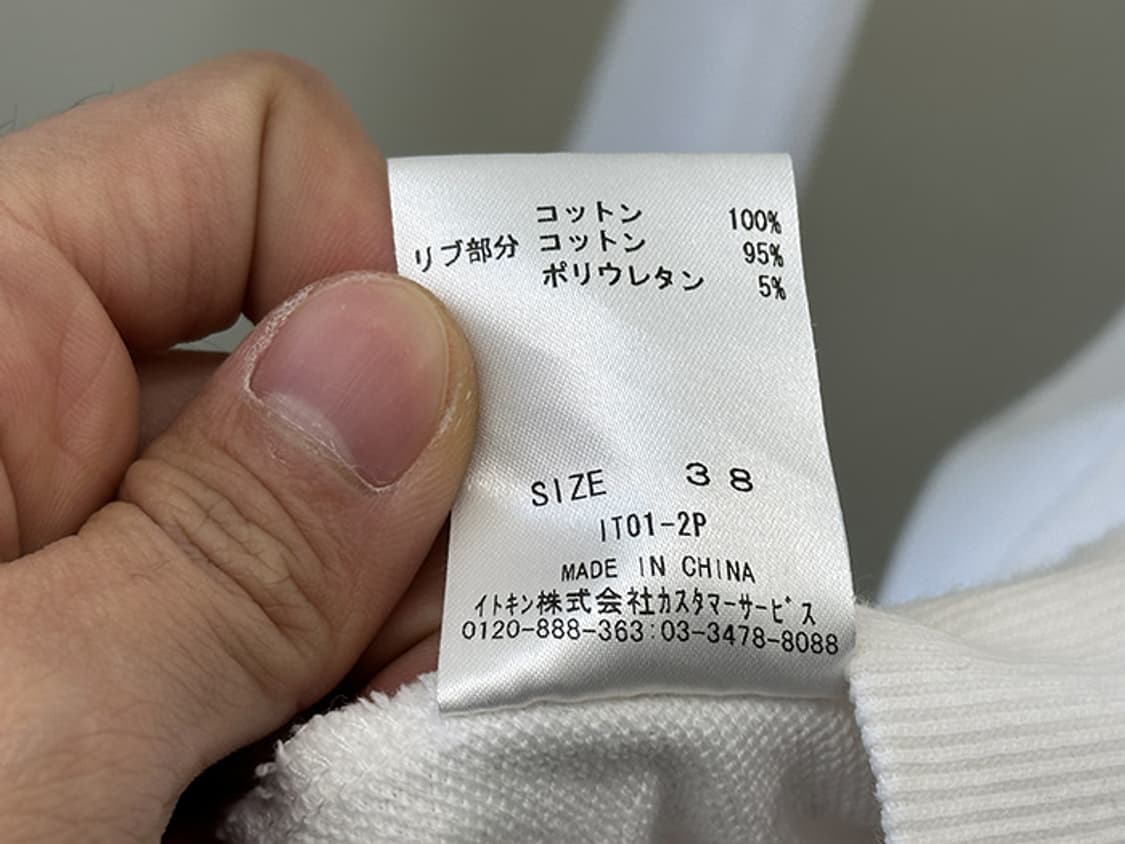 コットン 100%
リブ部分 コットン 95%
ポリウレタン 5%
SIZE 38
IT01-2P
MADE IN CHINA
イトキン株式会社カスタマーサービス
0120-888-363:03-3478-8088